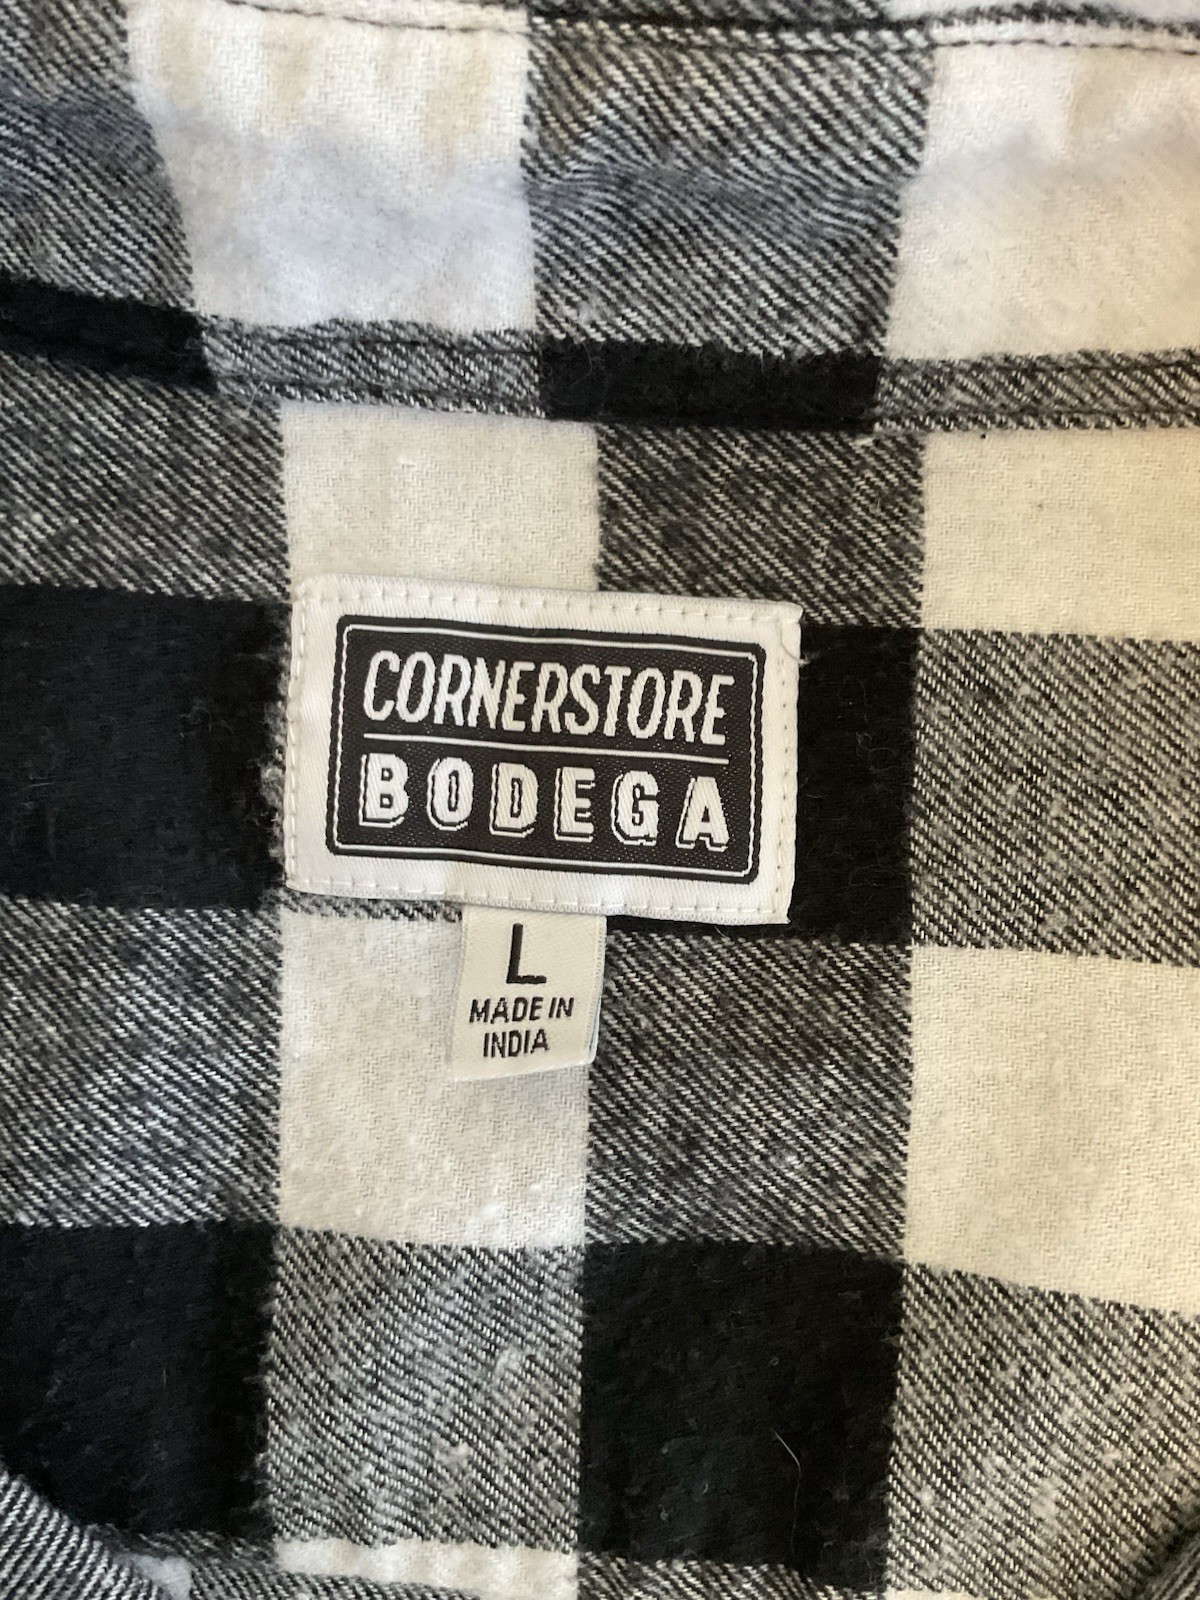 CORNERSTORE
BODEGA
L
MADE IN
INDIA